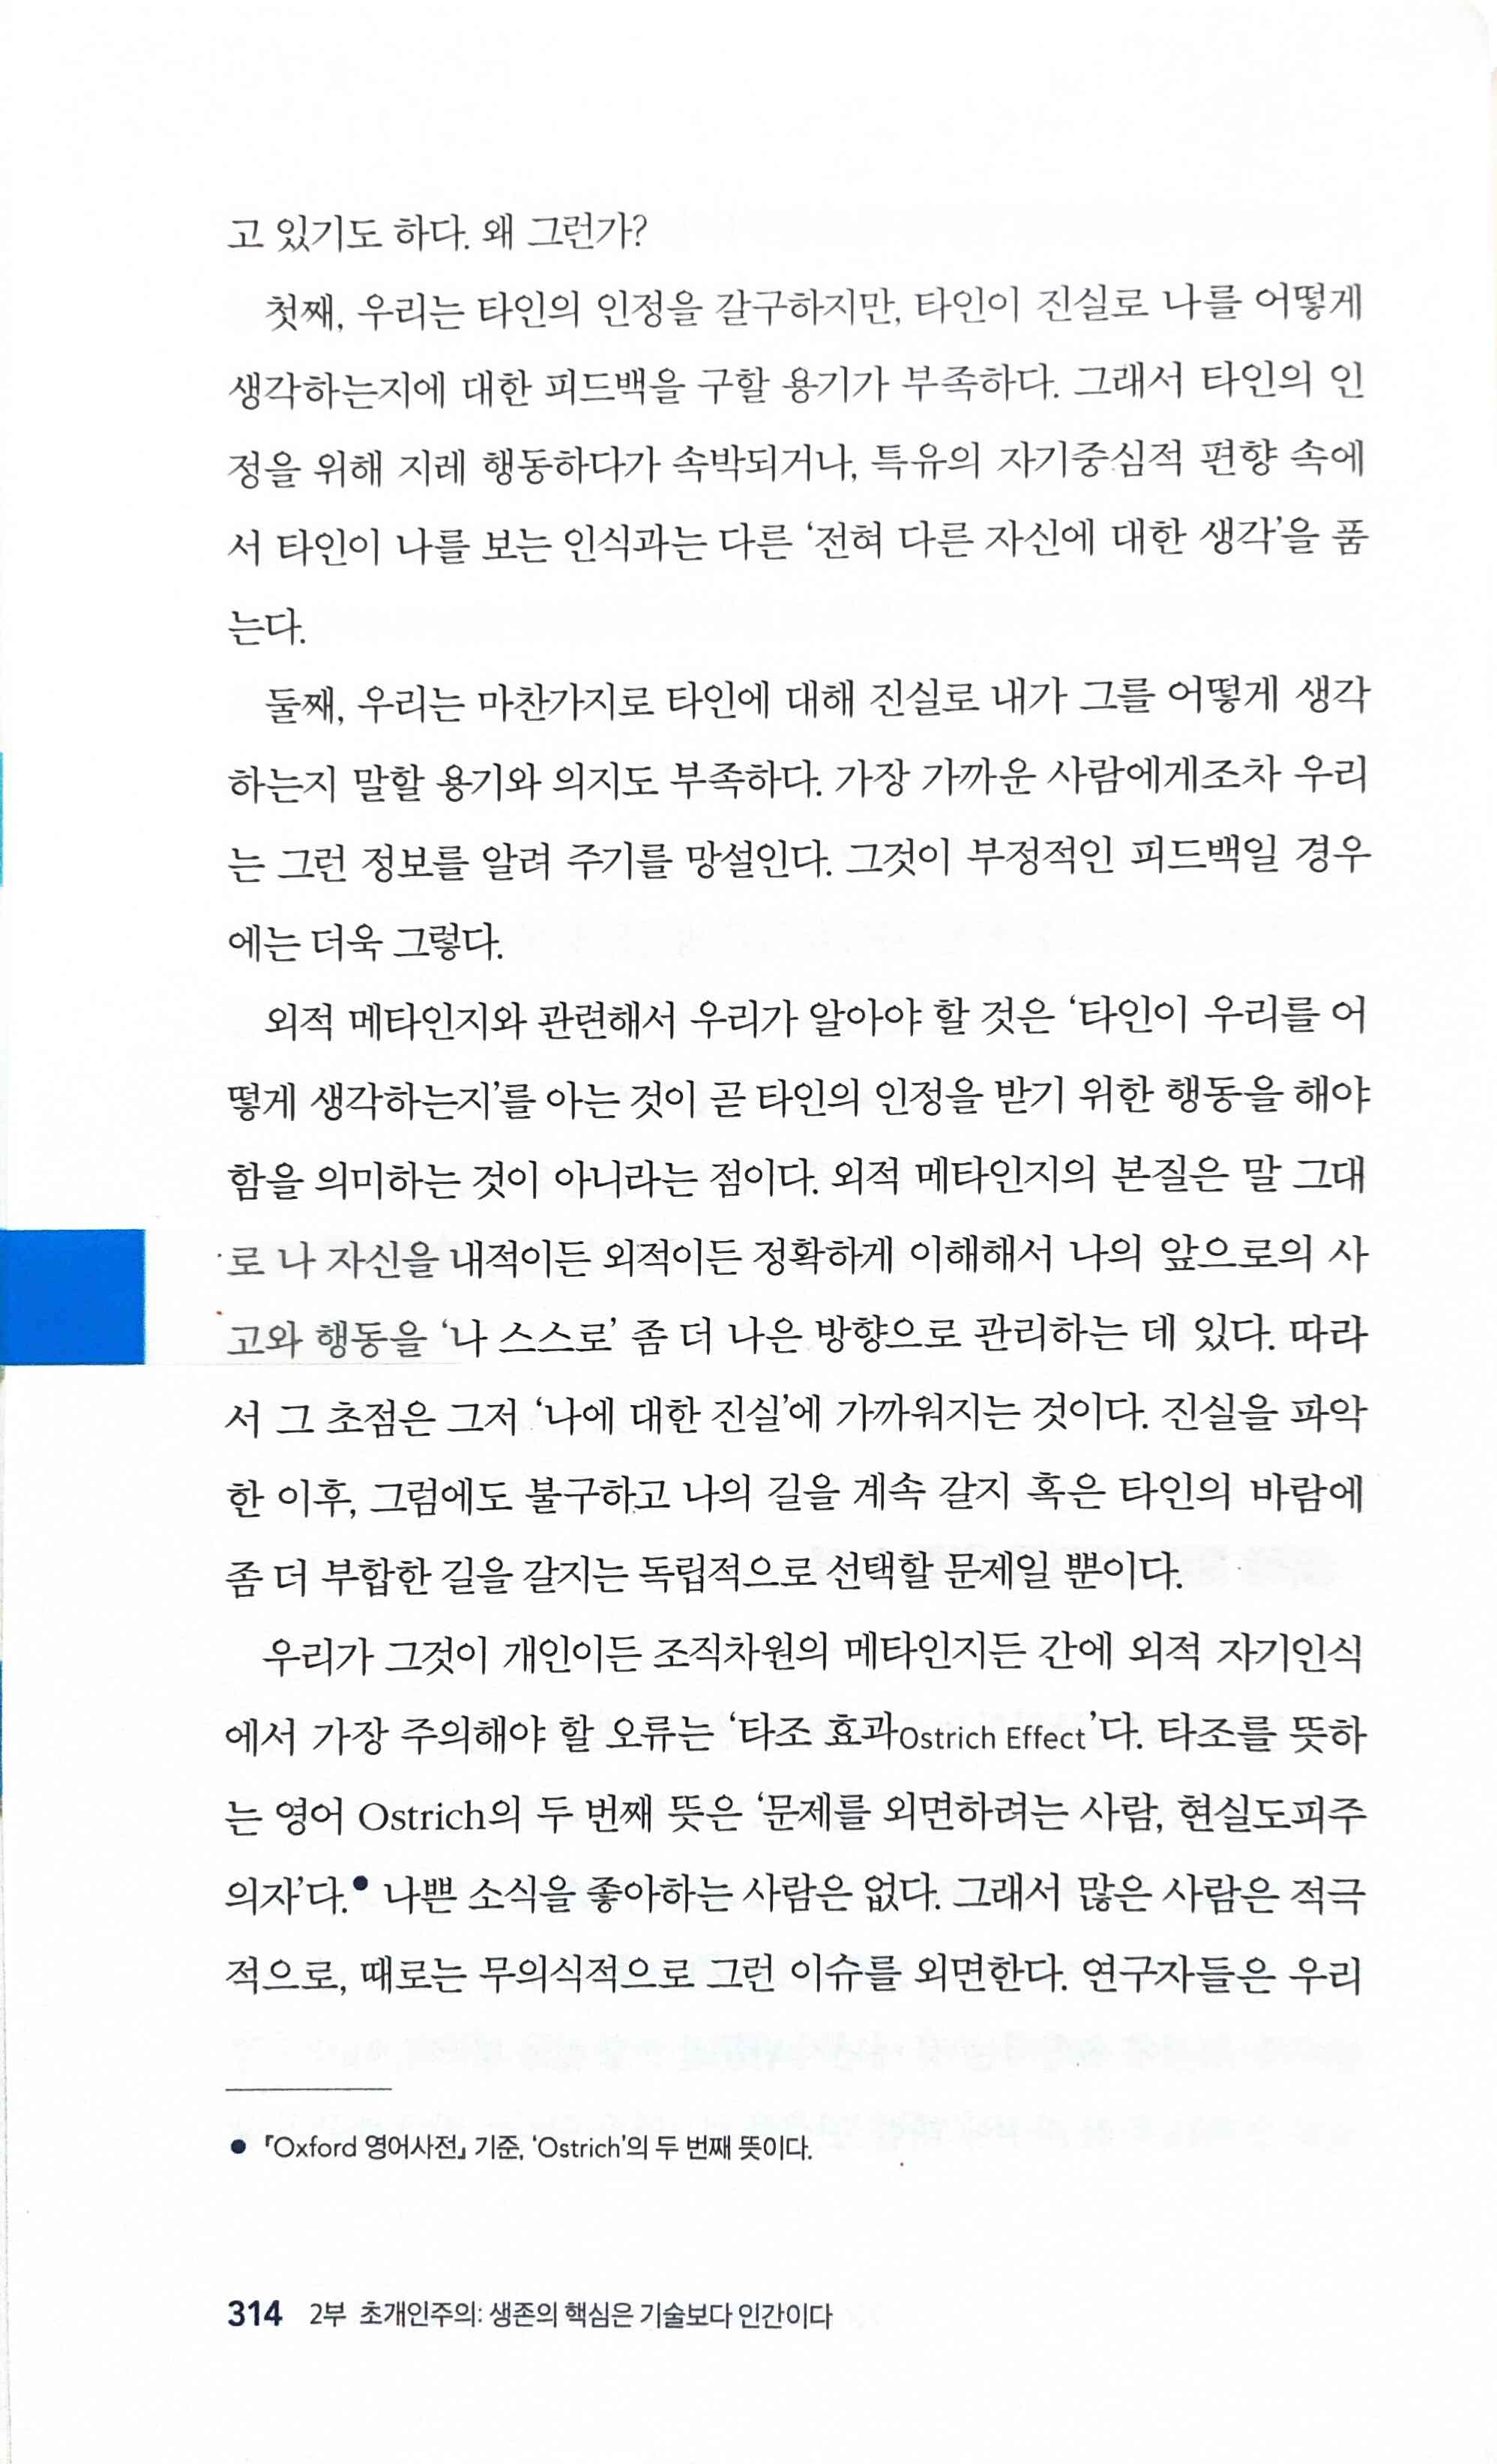 고 있기도 하다. 왜 그런가?
첫째, 우리는 타인의 인정을 갈구하지만, 타인이 진실로 나를 어떻게
생각하는지에 대한 피드백을 구할 용기가 부족하다. 그래서 타인의 인
정을 위해 지레 행동하다가 속박되거나, 특유의 자기중심적 편향 속에
서 타인이 나를 보는 인식과는 다른 ‘전혀 다른 자신에 대한 생각’을 품
는다.
둘째, 우리는 마찬가지로 타인에 대해 진실로 내가 그를 어떻게 생각
하는지 말할 용기와 의지도 부족하다. 가장 가까운 사람에게조차 우리
는 그런 정보를 알려 주기를 망설인다. 그것이 부정적인 피드백일 경우
에는 더욱 그렇다.
외적 메타인지와 관련해서 우리가 알아야 할 것은 ‘타인이 우리를 어
떻게 생각하는지’를 아는 것이 곧 타인의 인정을 받기 위한 행동을 해야
함을 의미하는 것이 아니라는 점이다. 외적 메타인지의 본질은 말 그대
로 나 자신을 내적이든 외적이든 정확하게 이해해서 나의 앞으로의 사
고와 행동을 ‘나 스스로’ 좀 더 나은 방향으로 관리하는 데 있다. 따라
서 그 초점은 그저 ‘나에 대한 진실’에 가까워지는 것이다. 진실을 파악
한 이후, 그럼에도 불구하고 나의 길을 계속 갈지 혹은 타인의 바람에
좀 더 부합한 길을 갈지는 독립적으로 선택할 문제일 뿐이다.
우리가 그것이 개인이든 조직차원의 메타인지든 간에 외적 자기인식
에서 가장 주의해야 할 오류는 ‘타조 효과Ostrich Effect’다. 타조를 뜻하
는 영어 Ostrich의 두 번째 뜻은 ‘문제를 외면하려는 사람, 현실도피주
의자’다.● 나쁜 소식을 좋아하는 사람은 없다. 그래서 많은 사람은 적극
적으로, 때로는 무의식적으로 그런 이슈를 외면한다. 연구자들은 우리
● 『Oxford 영어사전』 기준, ‘Ostrich’의 두 번째 뜻이다.
314 2부 초개인주의: 생존의 핵심은 기술보다 인간이다